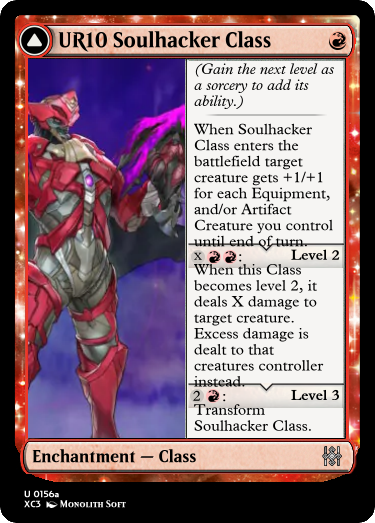 UR10 Soulhacker Class
(Gain the next level as
a sorcery to add its
ability.)
When Soulhacker
Class enters the
battlefield target
creature gets +1/+1
for each Equipment,
and/or Artifact
Creature you control
until end of turn.
X : Level 2
When this Class
becomes level 2, it
deals X damage to
target creature.
Excess damage is
dealt to that
creatures controller
instead.
2 : Level 3
Transform
Soulhacker Class.
Enchantment — Class
U 0156a
XC3 Monolith Soft